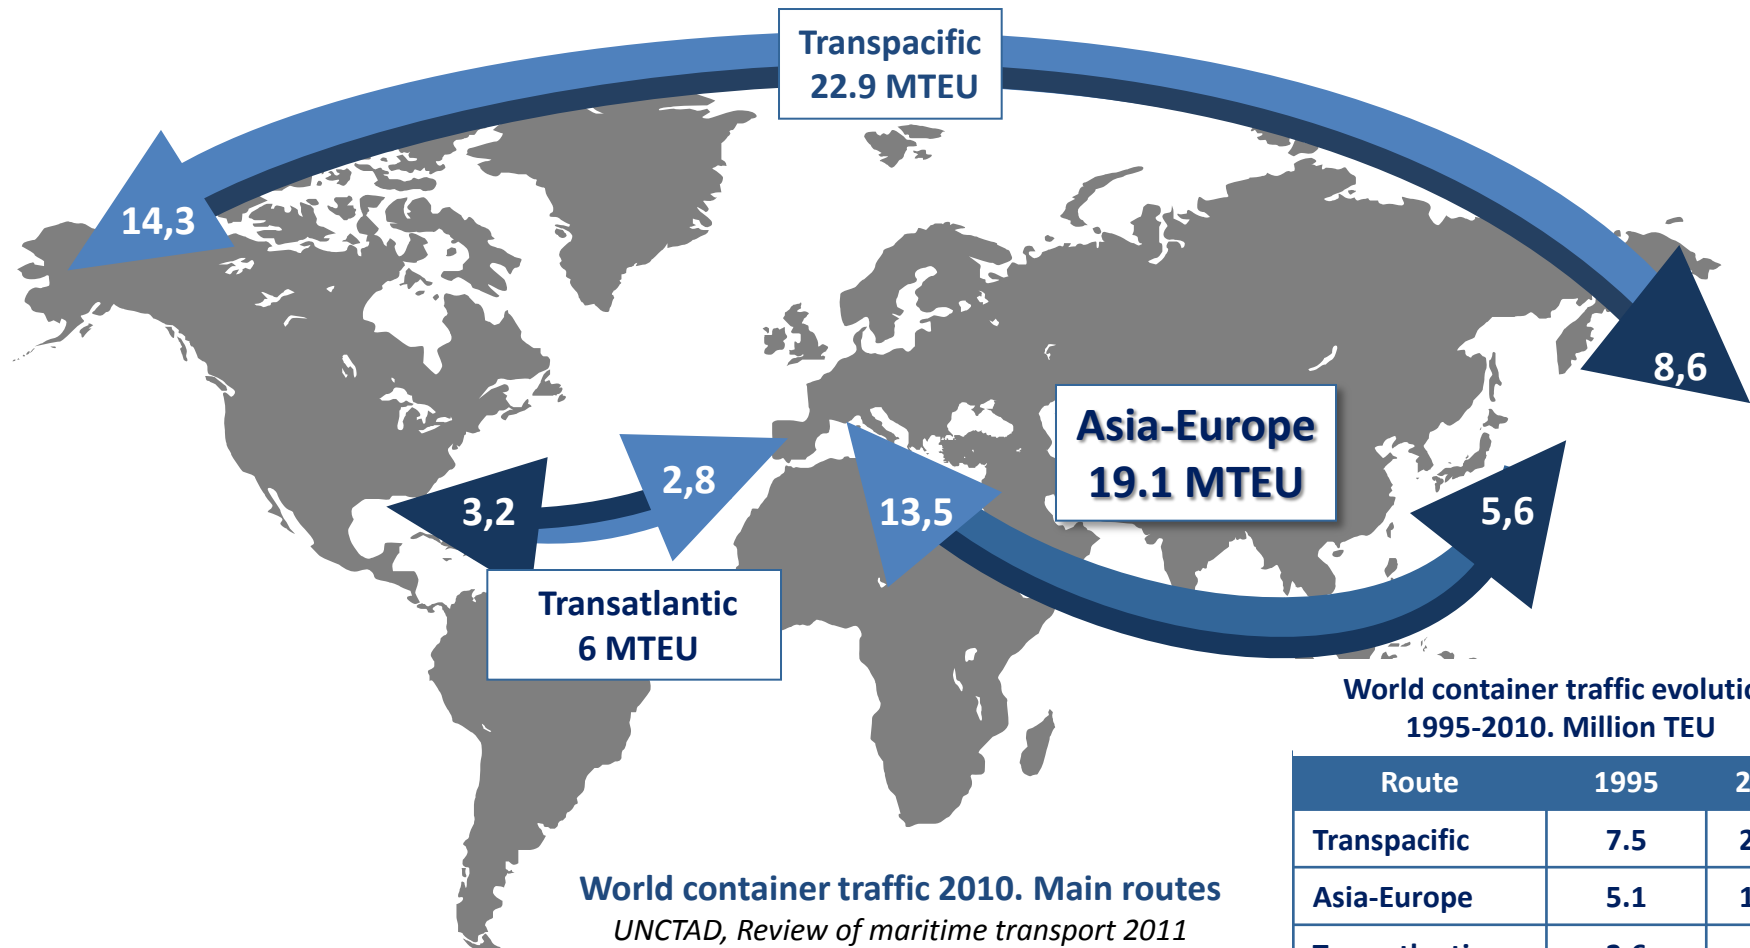 Transpacific
22.9 MTEU
14,3
8,6
Asia-Europe
19.1 MTEU
3,2
2,8
13,5
5,6
Transatlantic
6 MTEU
World container traffic
1995-2010. Million TEU
Route 1995
Transpacific 7.5
Asia-Europe 5.1
World container traffic 2010. Main routes
UNCTAD, Review of maritime transport 2011